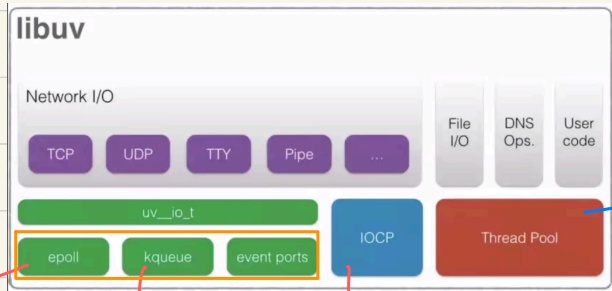 libuv
Network I/O
TCP
UDP
TTY
Pipe
...
File
I/O
DNS
Ops.
User
code
uv__io_t
epoll
kqueue
event ports
IOCP
Thread Pool